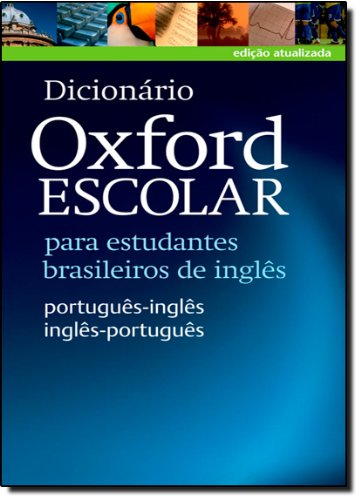 edição atualizada
Dicionário
Oxford
ESCOLAR
para estudantes
brasileiros de inglês
português-inglês
inglês-português